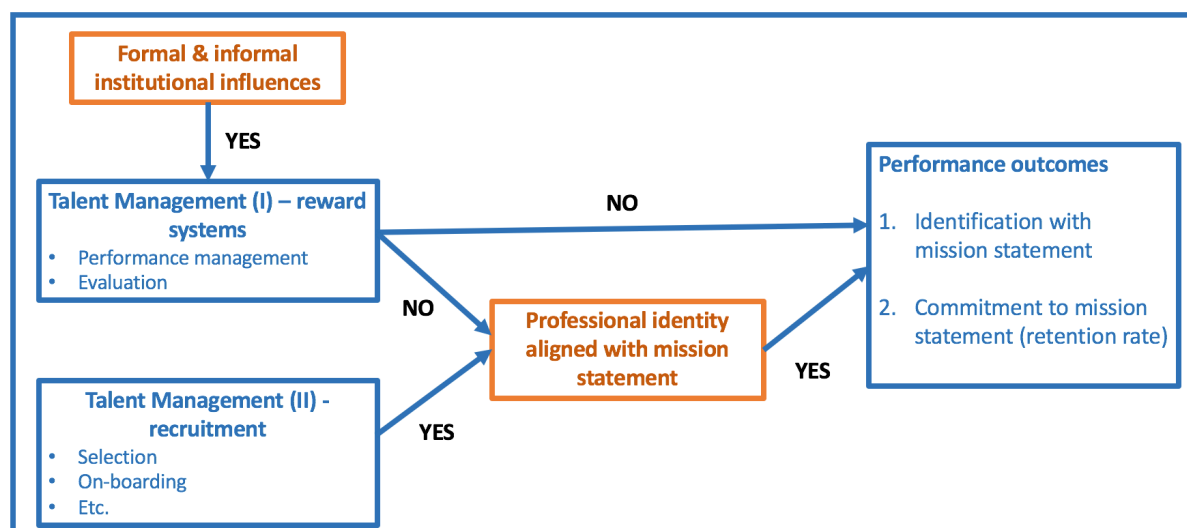 Formal & informal
institutional influences
YES
Talent Management (I) – reward
systems
• Performance management
• Evaluation
NO
Performance outcomes
1. Identification with
mission statement
2. Commitment to mission
statement (retention rate)
NO
Professional identity
aligned with mission
statement
YES
Talent Management (II) -
recruitment
• Selection
• On-boarding
• Etc.
YES